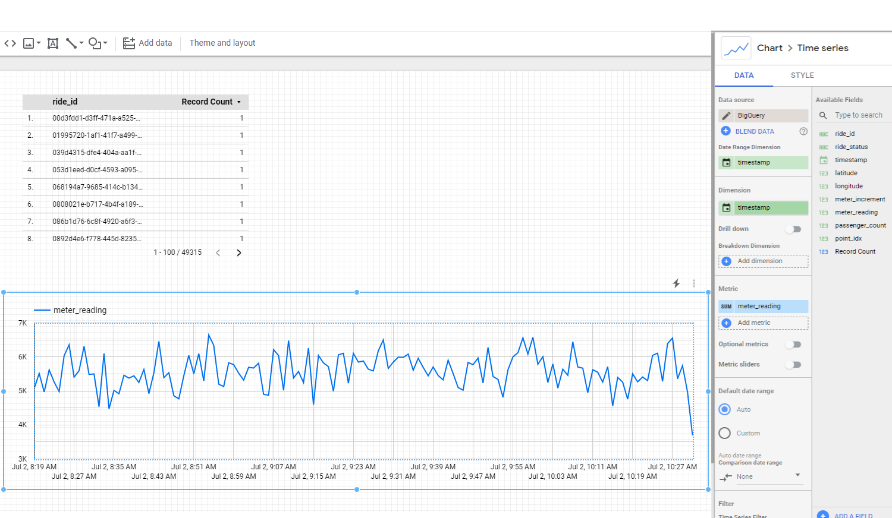 Add data
Theme and layout
Chart > Time series
DATA
STYLE
ride_id
Record Count
1. 00d3fdd1-d3ff-471a-a525-... 1
2. 01995720-1af1-41f7-a499-... 1
3. 039d4315-dfe4-404a-aa1f-... 1
4. 053d1eed-d0cf-4593-a095-... 1
5. 068194a7-9685-414c-b134... 1
6. 0808021e-b717-4b4f-a189-... 1
7. 086b1d76-6c8f-4920-a6f3-... 1
8. 0892d4e6-f778-445d-8235... 1
1 - 100 / 49315
meter_reading
7K
6K
5K
4K
3K
Jul 2, 8:19 AM
Jul 2, 8:27 AM
Jul 2, 8:35 AM
Jul 2, 8:43 AM
Jul 2, 8:51 AM
Jul 2, 8:59 AM
Jul 2, 9:07 AM
Jul 2, 9:15 AM
Jul 2, 9:23 AM
Jul 2, 9:31 AM
Jul 2, 9:39 AM
Jul 2, 9:47 AM
Jul 2, 9:55 AM
Jul 2, 10:03 AM
Jul 2, 10:11 AM
Jul 2, 10:19 AM
Jul 2, 10:27 AM
Data source
BigQuery
BLEND DATA
Date Range Dimension
timestamp
Dimension
timestamp
Drill down
Breakdown Dimension
Add dimension
Metric
SUM meter_reading
Add metric
Optional metrics
Metric sliders
Default date range
Auto
Custom
Auto date range
Comparison date range
None
Filter
Time Series Filter
Available Fields
Type to search
ABC ride_id
ABC ride_status
timestamp
123 latitude
123 longitude
123 meter_increment
123 meter_reading
123 passenger_count
123 point_idx
123 Record Count
ADD A FIELD